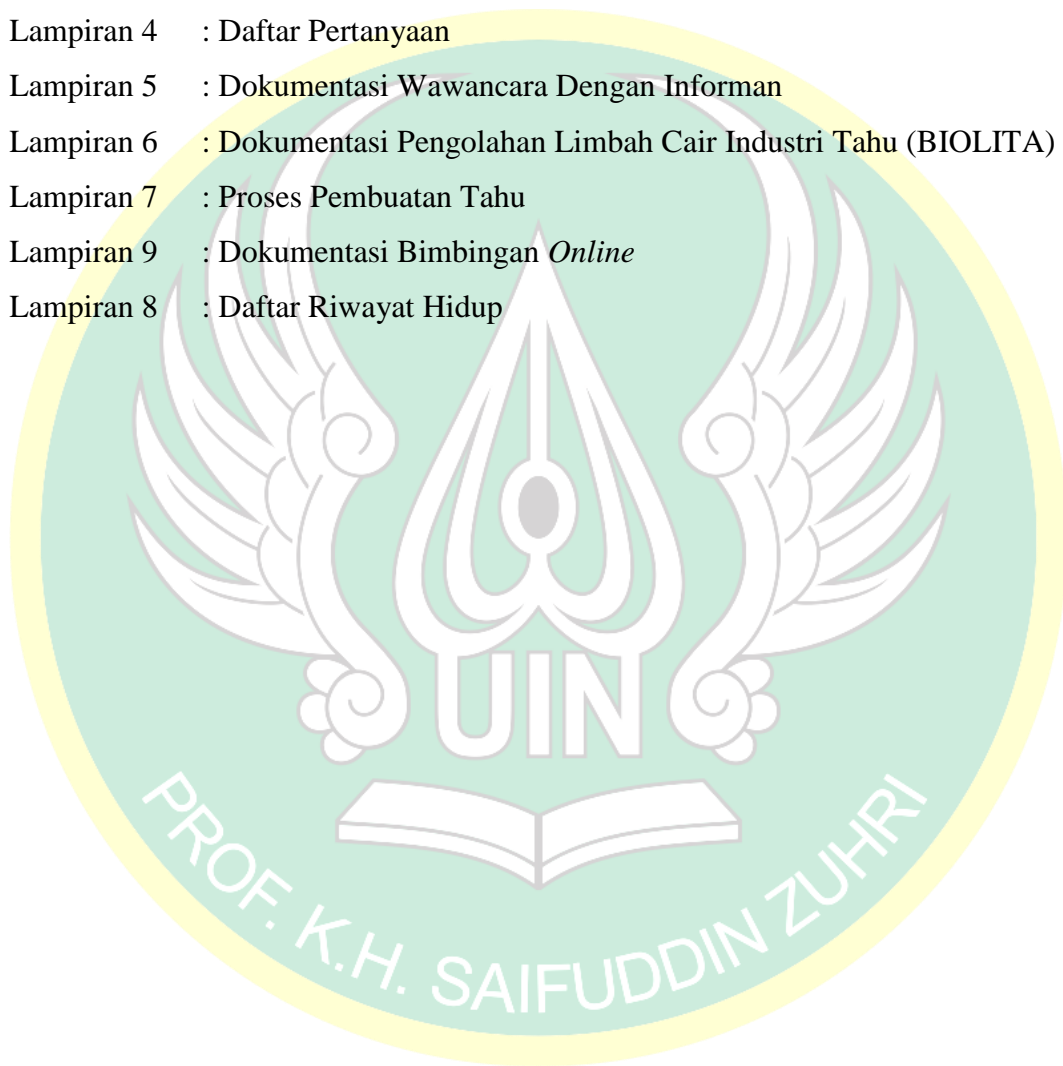 Lampiran 4 : Daftar Pertanyaan
Lampiran 5 : Dokumentasi Wawancara Dengan Informan
Lampiran 6 : Dokumentasi Pengolahan Limbah Cair Industri Tahu (BIOLITA)
Lampiran 7 : Proses Pembuatan Tahu
Lampiran 9 : Dokumentasi Bimbingan Online
Lampiran 8 : Daftar Riwayat Hidup
UIN
PROF. K.H. SAIFUDDIN ZUHRI